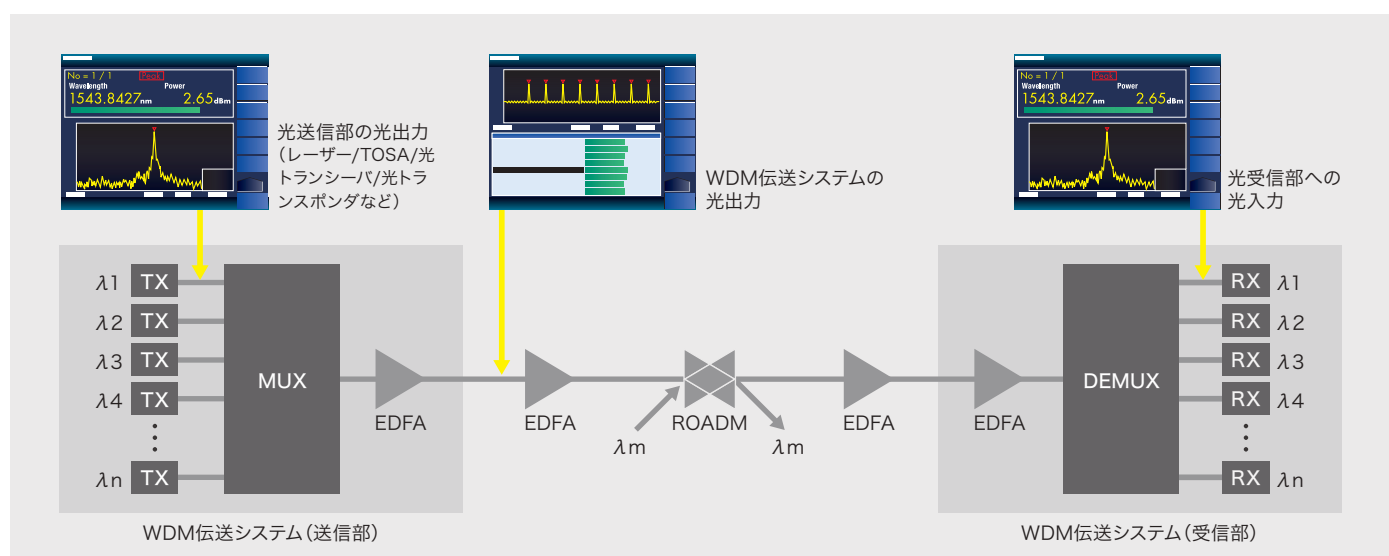 No = 1 / 1 Peak
Wavelength Power
1543.8427nm 2.65dBm
光送信部の光出力
（レーザー/TOSA/光
トランシーバ/光トラ
ンスポンダなど）
WDM伝送システムの
光出力
No = 1 / 1 Peak
Wavelength Power
1543.8427nm 2.65dBm
光受信部への
光入力
λ1 TX
λ2 TX
λ3 TX
λ4 TX
λn TX
MUX
EDFA
EDFA
ROADM
λm
λm
EDFA
EDFA
DEMUX
RX λ1
RX λ2
RX λ3
RX λ4
RX λn
WDM伝送システム（送信部）
WDM伝送システム（受信部）